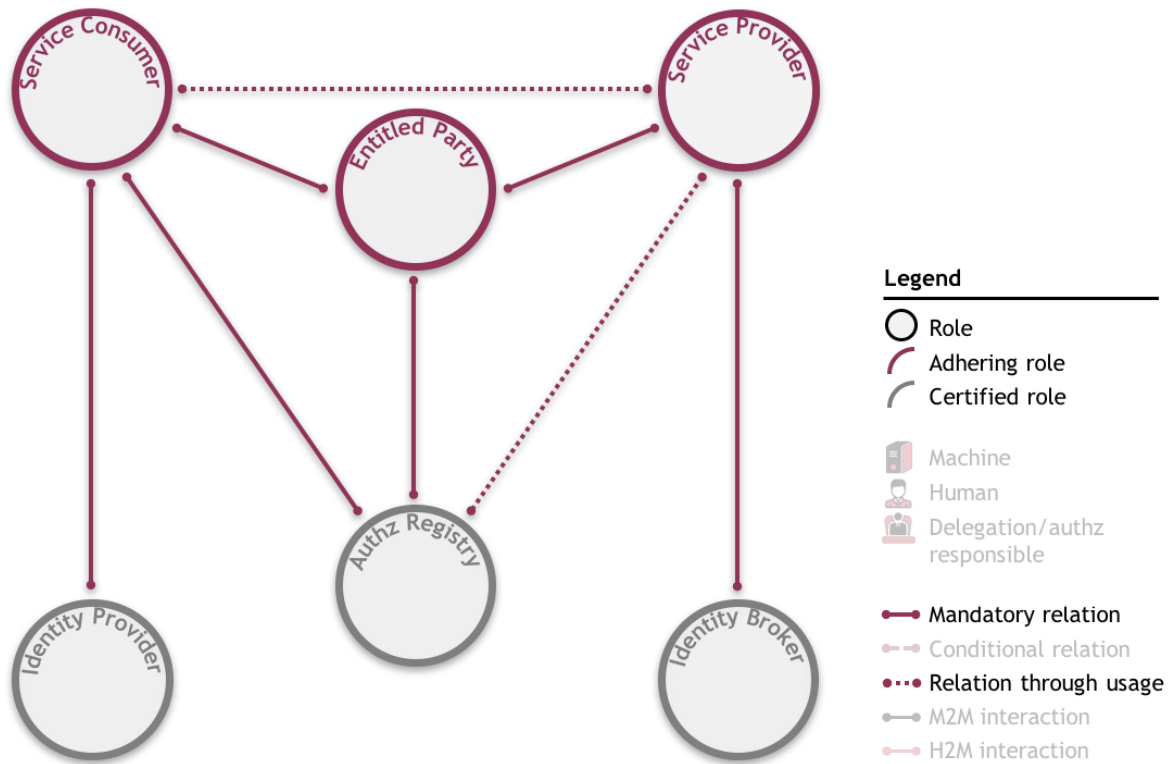 Service Consumer
Service Provider
Entitled Party
Authz Registry
Identity Provider
Identity Broker
Legend
Role
Adhering role
Certified role
Machine
Human
Delegation/authz
responsible
Mandatory relation
Conditional relation
Relation through usage
M2M interaction
H2M interaction